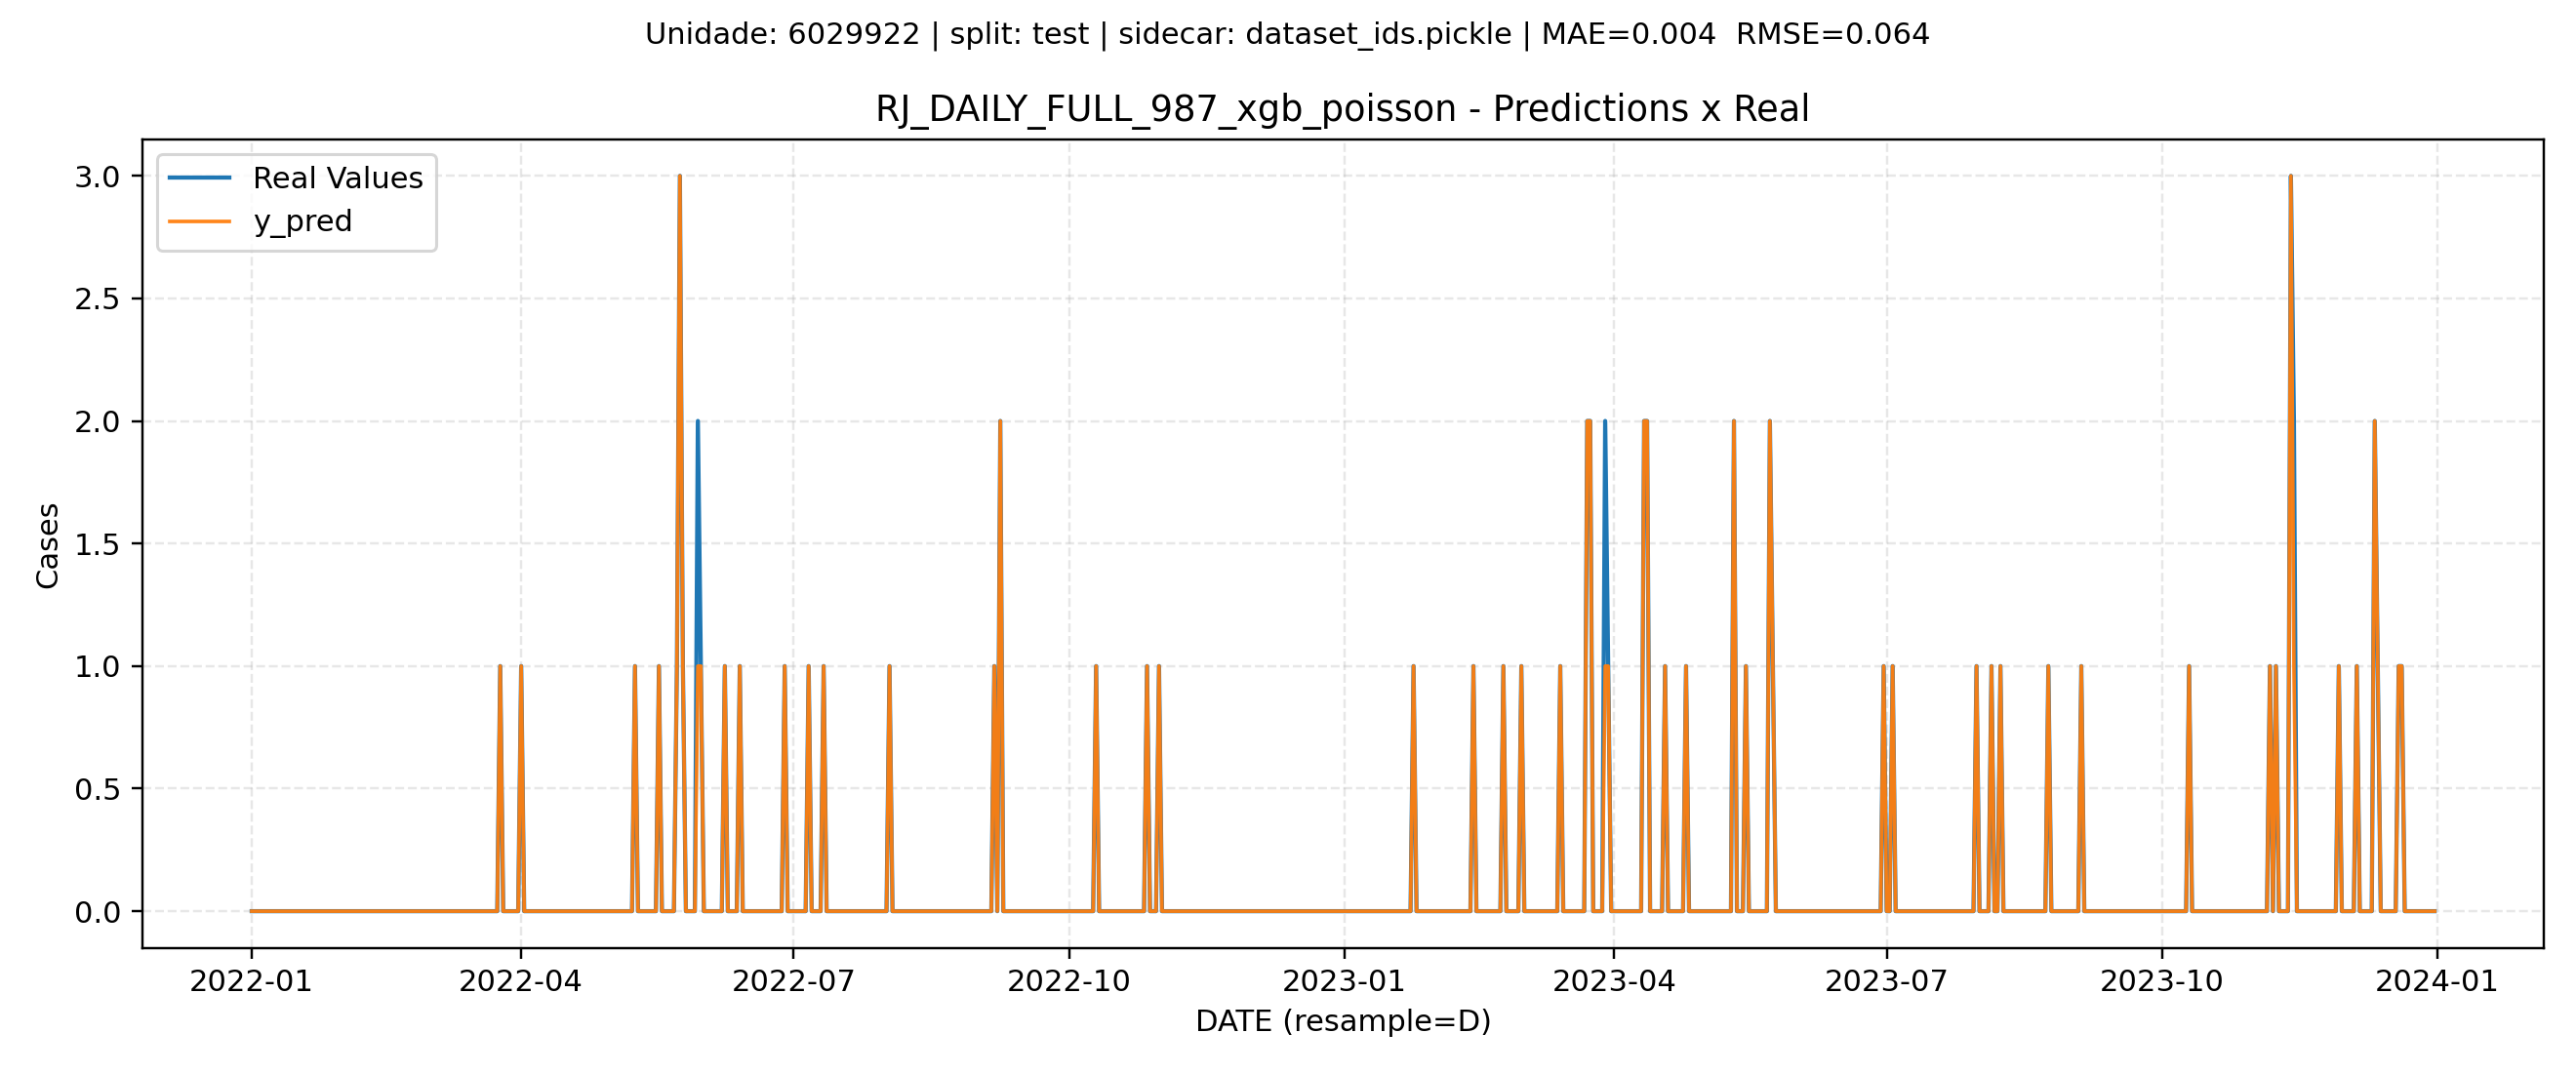 Unidade: 6029922 | split: test | sidecar: dataset_ids.pickle | MAE=0.004  RMSE=0.064
RJ_DAILY_FULL_987_xgb_poisson - Predictions x Real
Real Values
y_pred
3.0
2.5
2.0
1.5
1.0
0.5
0.0
Cases
2022-01 2022-04 2022-07 2022-10 2023-01 2023-04 2023-07 2023-10 2024-01
DATE (resample=D)